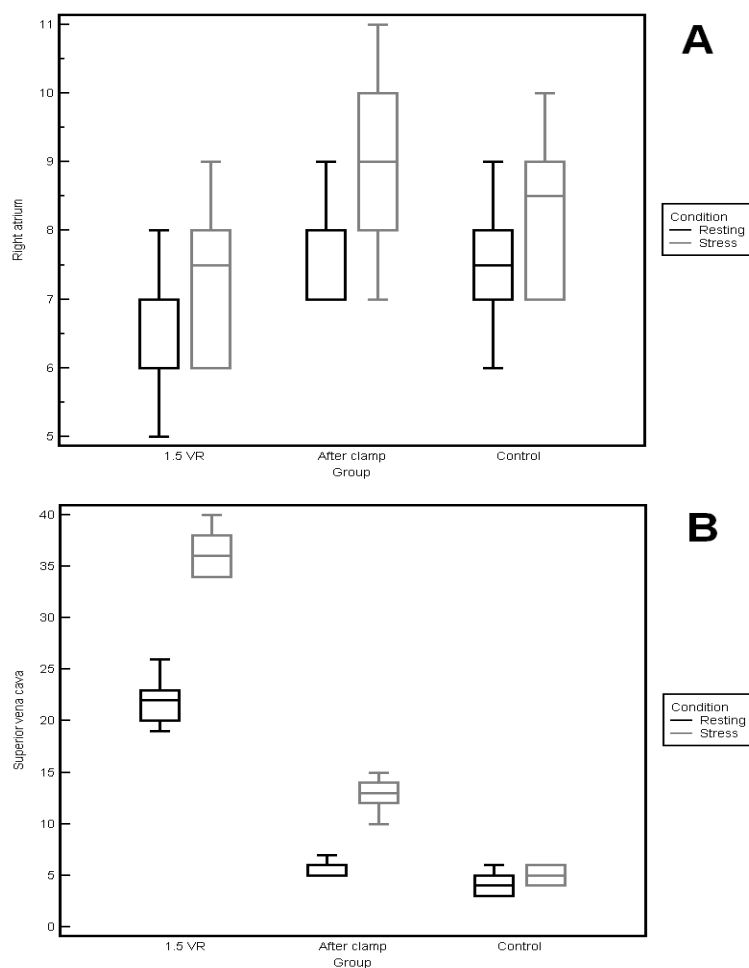 A
11
10
9
8
7
6
5
Right atrium
1.5 VR After clamp Control
Group
Condition
Resting
Stress
B
40
35
30
25
20
15
10
5
0
Superior vena cava
1.5 VR After clamp Control
Group
Condition
Resting
Stress